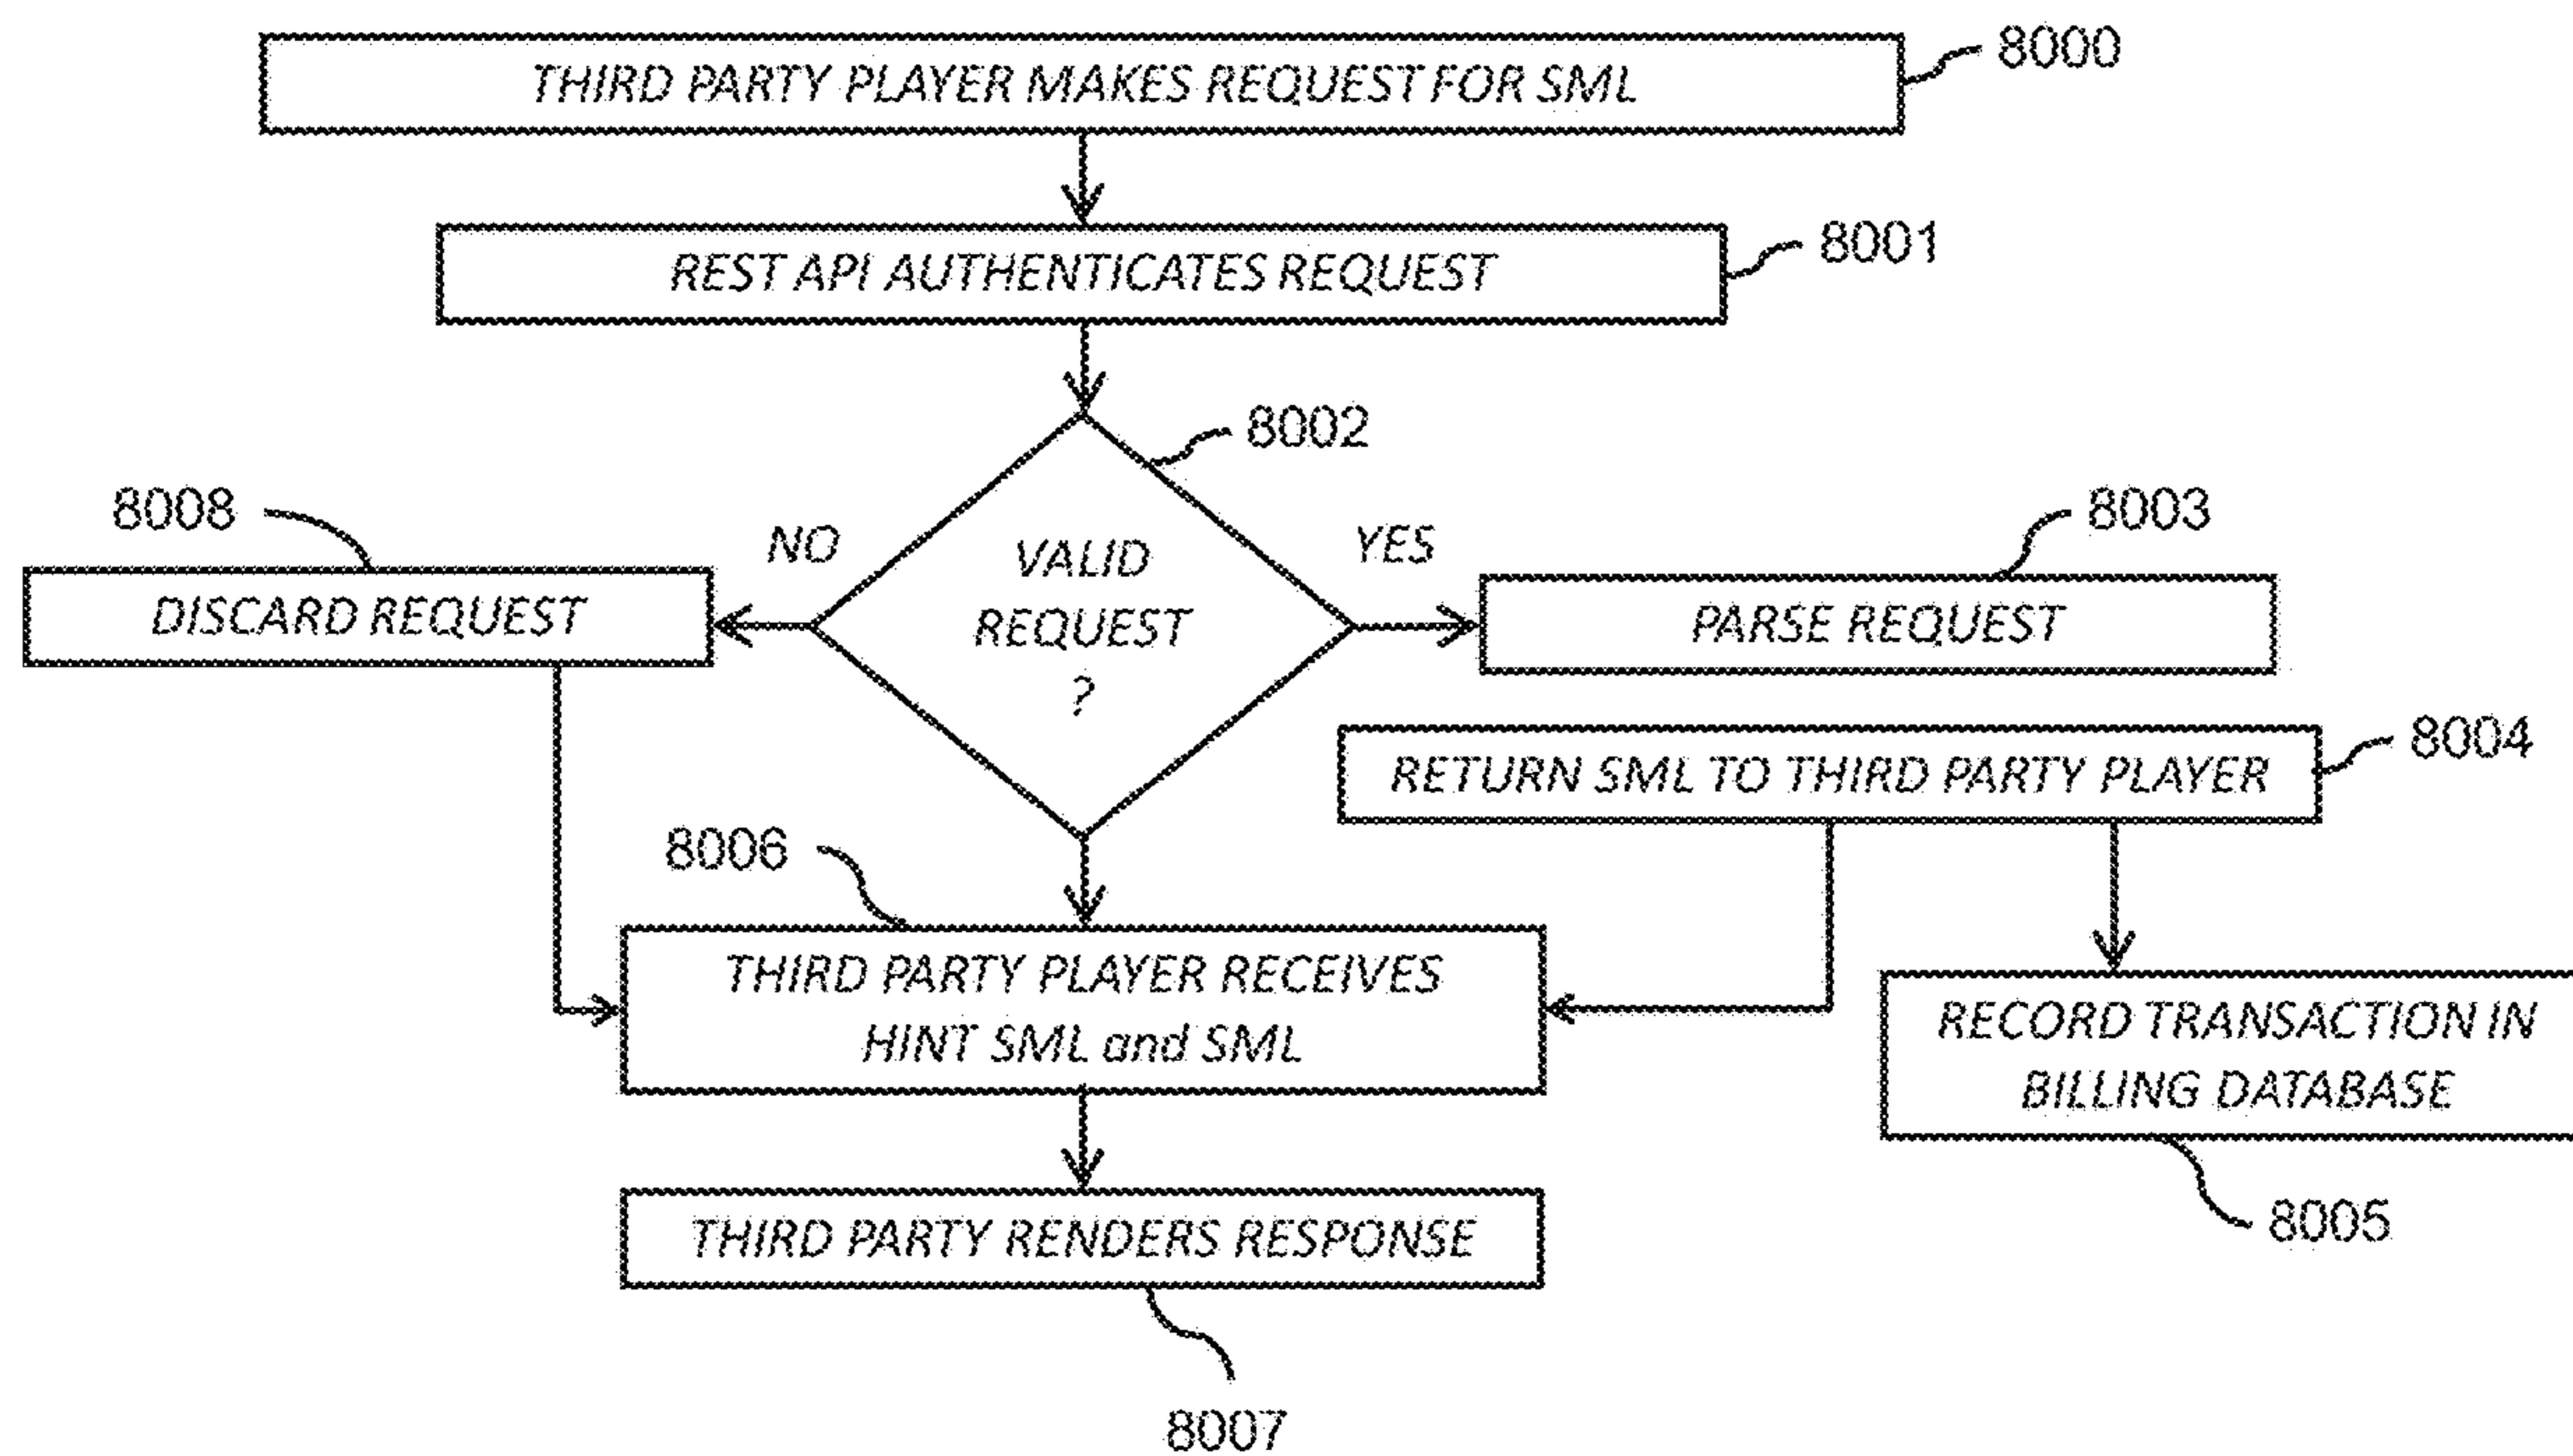 THIRD PARTY PLAYER MAKES REQUEST FOR SML
8000
REST API AUTHENTICATES REQUEST
8001
8002
8008
NO
VALID
REQUEST
?
YES
8003
DISCARD REQUEST
PARSE REQUEST
RETURN SML TO THIRD PARTY PLAYER
8004
8006
THIRD PARTY PLAYER RECEIVES
HINT SML and SML
RECORD TRANSACTION IN
BILLING DATABASE
8005
THIRD PARTY RENDERS RESPONSE
8007